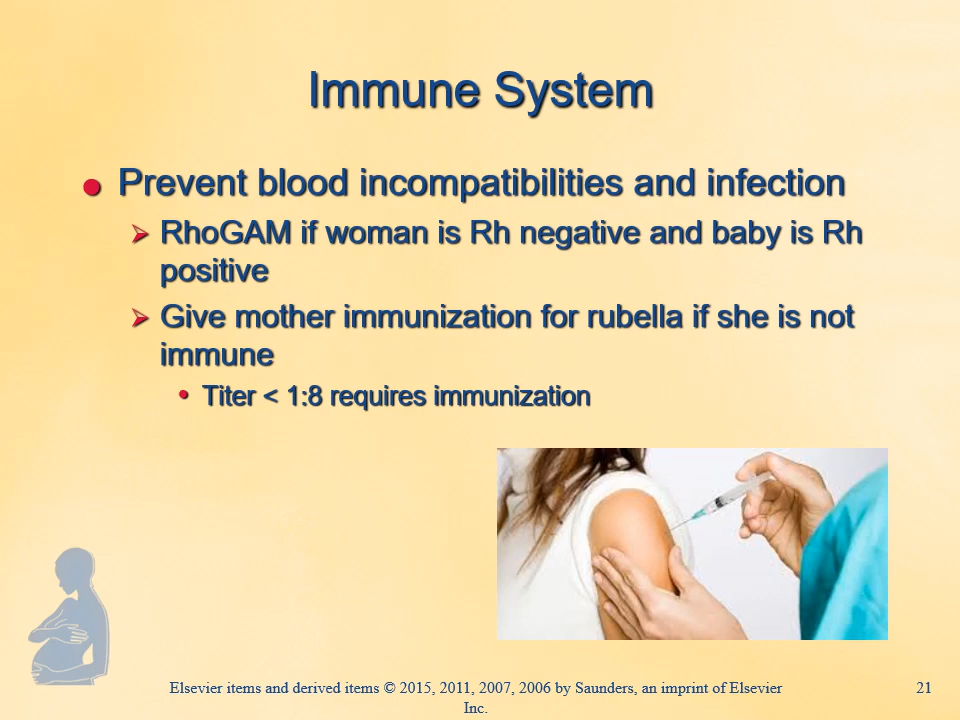 Immune System
● Prevent blood incompatibilities and infection
➢ RhoGAM if woman is Rh negative and baby is Rh
positive
➢ Give mother immunization for rubella if she is not
immune
• Titer < 1:8 requires immunization
Elsevier items and derived items © 2015, 2011, 2007, 2006 by Saunders, an imprint of Elsevier
Inc.
21